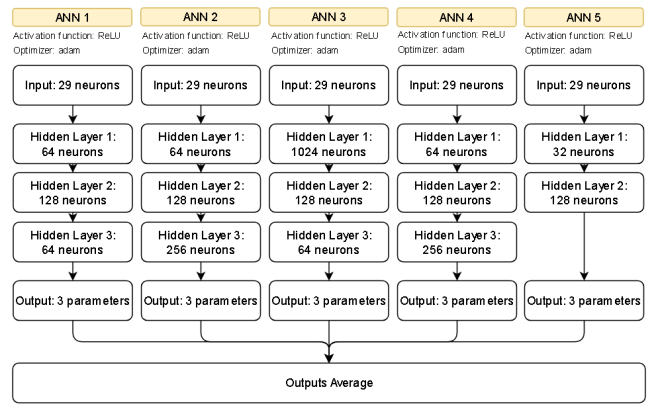 ANN 1
Activation function: ReLU
Optimizer: adam
Input: 29 neurons
Hidden Layer 1:
64 neurons
Hidden Layer 2:
128 neurons
Hidden Layer 3:
64 neurons
Output: 3 parameters
ANN 2
Activation function: ReLU
Optimizer: adam
Input: 29 neurons
Hidden Layer 1:
64 neurons
Hidden Layer 2:
128 neurons
Hidden Layer 3:
256 neurons
Output: 3 parameters
ANN 3
Activation function: ReLU
Optimizer: adam
Input: 29 neurons
Hidden Layer 1:
1024 neurons
Hidden Layer 2:
128 neurons
Hidden Layer 3:
64 neurons
Output: 3 parameters
ANN 4
Activation function: ReLU
Optimizer: adam
Input: 29 neurons
Hidden Layer 1:
64 neurons
Hidden Layer 2:
128 neurons
Hidden Layer 3:
256 neurons
Output: 3 parameters
ANN 5
Activation function: ReLU
Optimizer: adam
Input: 29 neurons
Hidden Layer 1:
32 neurons
Hidden Layer 2:
128 neurons
Output: 3 parameters
Outputs Average